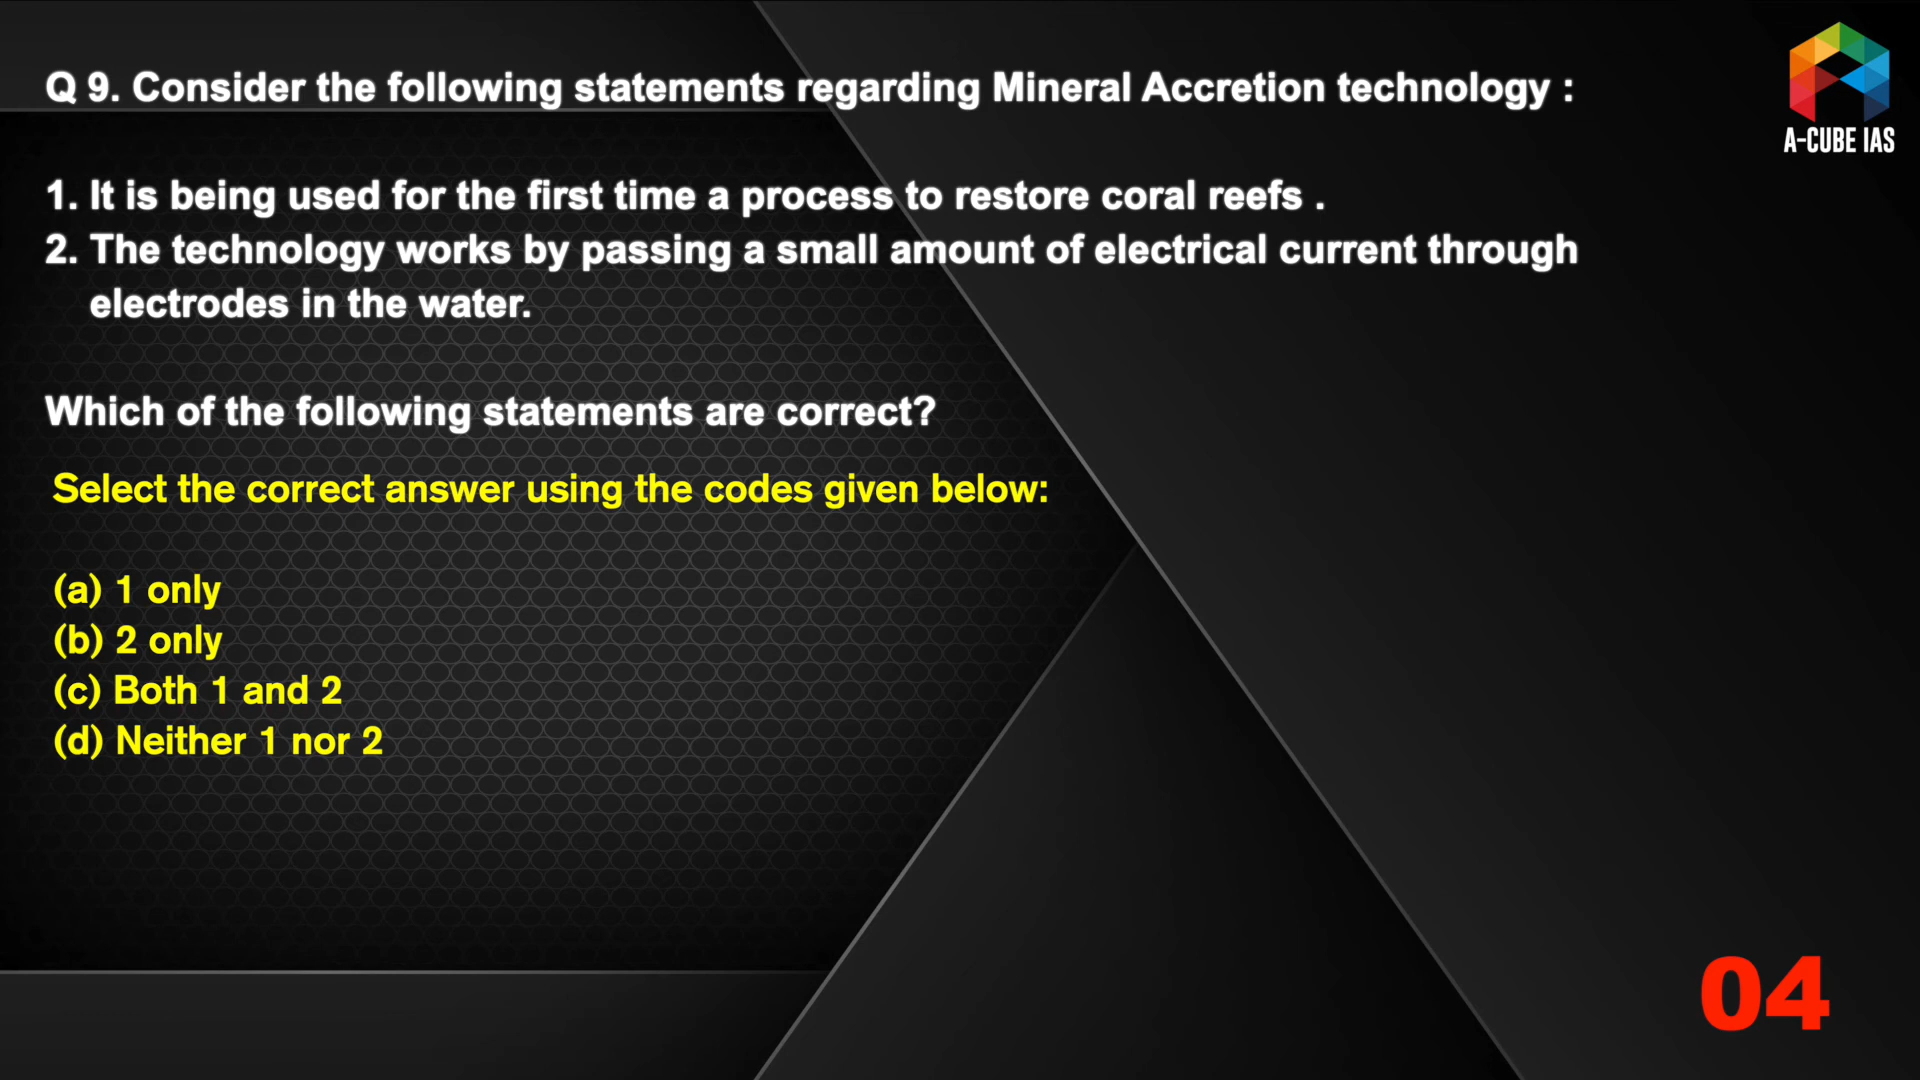 Q 9. Consider the following statements regarding Mineral Accretion technology :
A-CUBE IAS
1. It is being used for the first time a process to restore coral reefs .
2. The technology works by passing a small amount of electrical current through
electrodes in the water.
Which of the following statements are correct?
Select the correct answer using the codes given below:
(a) 1 only
(b) 2 only
(c) Both 1 and 2
(d) Neither 1 nor 2
04